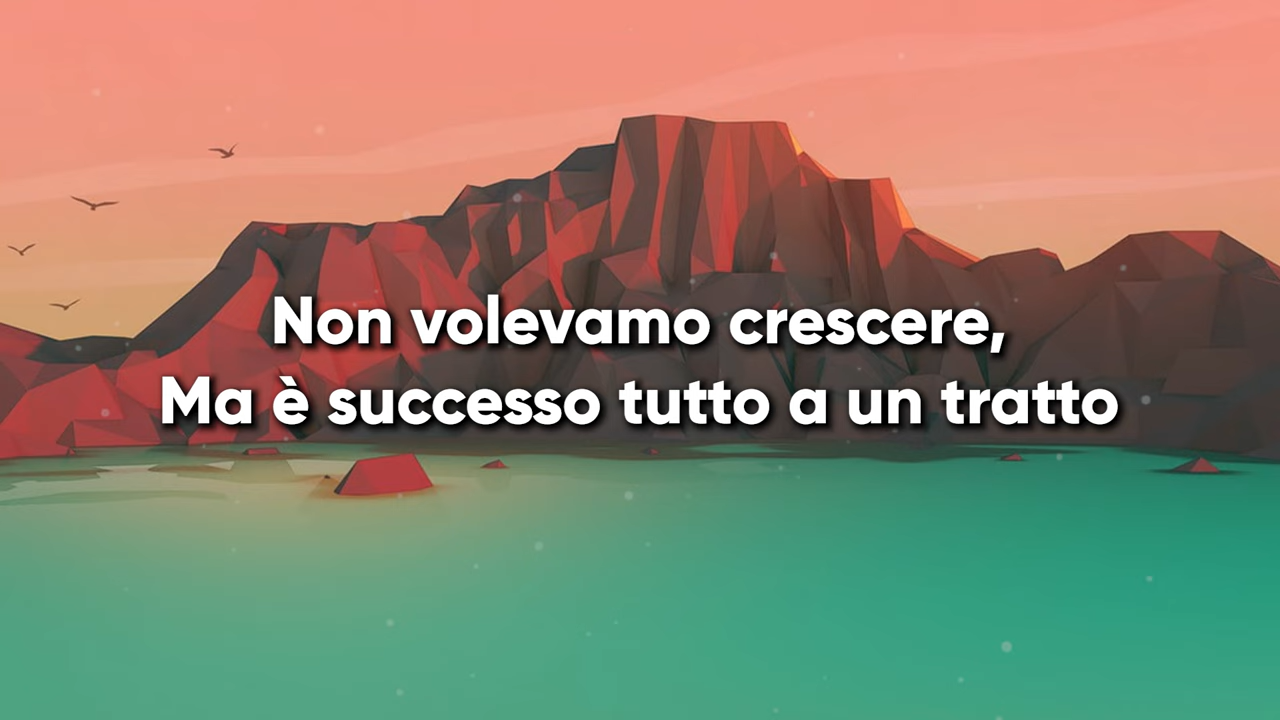 Non volevamo crescere,
Ma è successo tutto a un tratto